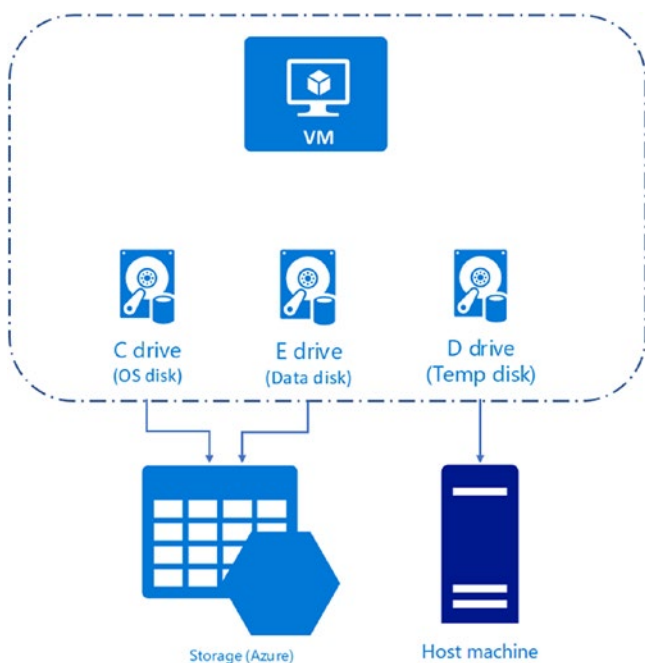 VM
C drive
(OS disk)
E drive
(Data disk)
D drive
(Temp disk)
Storage (Azure)
Host machine